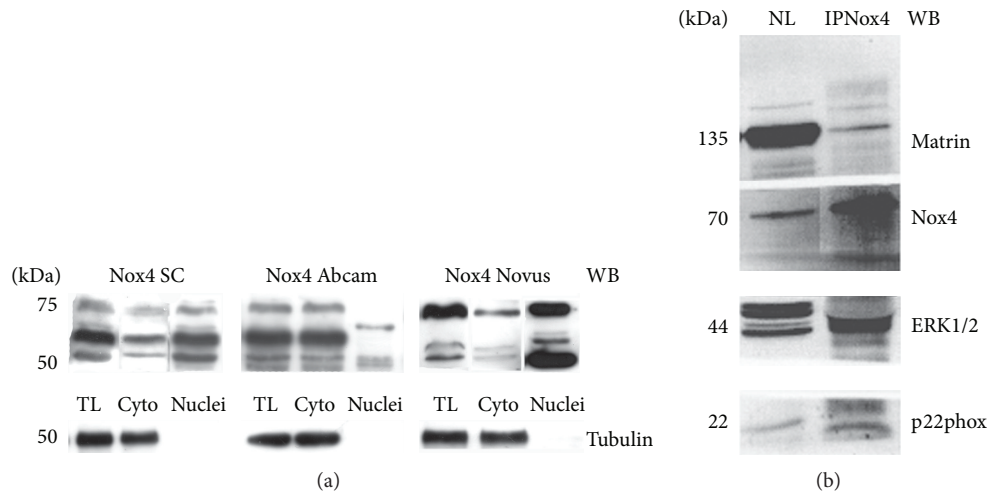 (kDa) Nox4 SC Nox4 Abcam Nox4 Novus WB
75
50
TL Cyto Nuclei TL Cyto Nuclei TL Cyto Nuclei
50 Tubulin
(a)
(kDa) NL IPNox4 WB
135 Matrin
70 Nox4
44 ERK1/2
22 p22phox
(b)